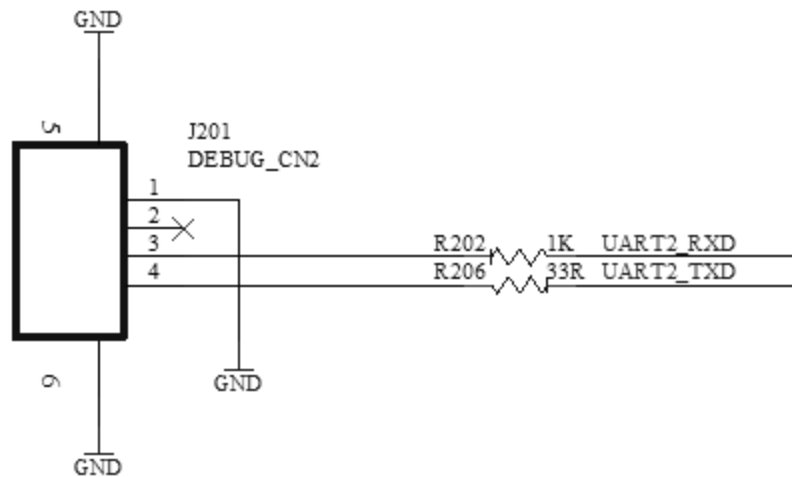 GND
5
J201
DEBUG_CN2
1
2
3
R202 1K UART2_RXD
4
R206 33R UART2_TXD
6
GND
GND